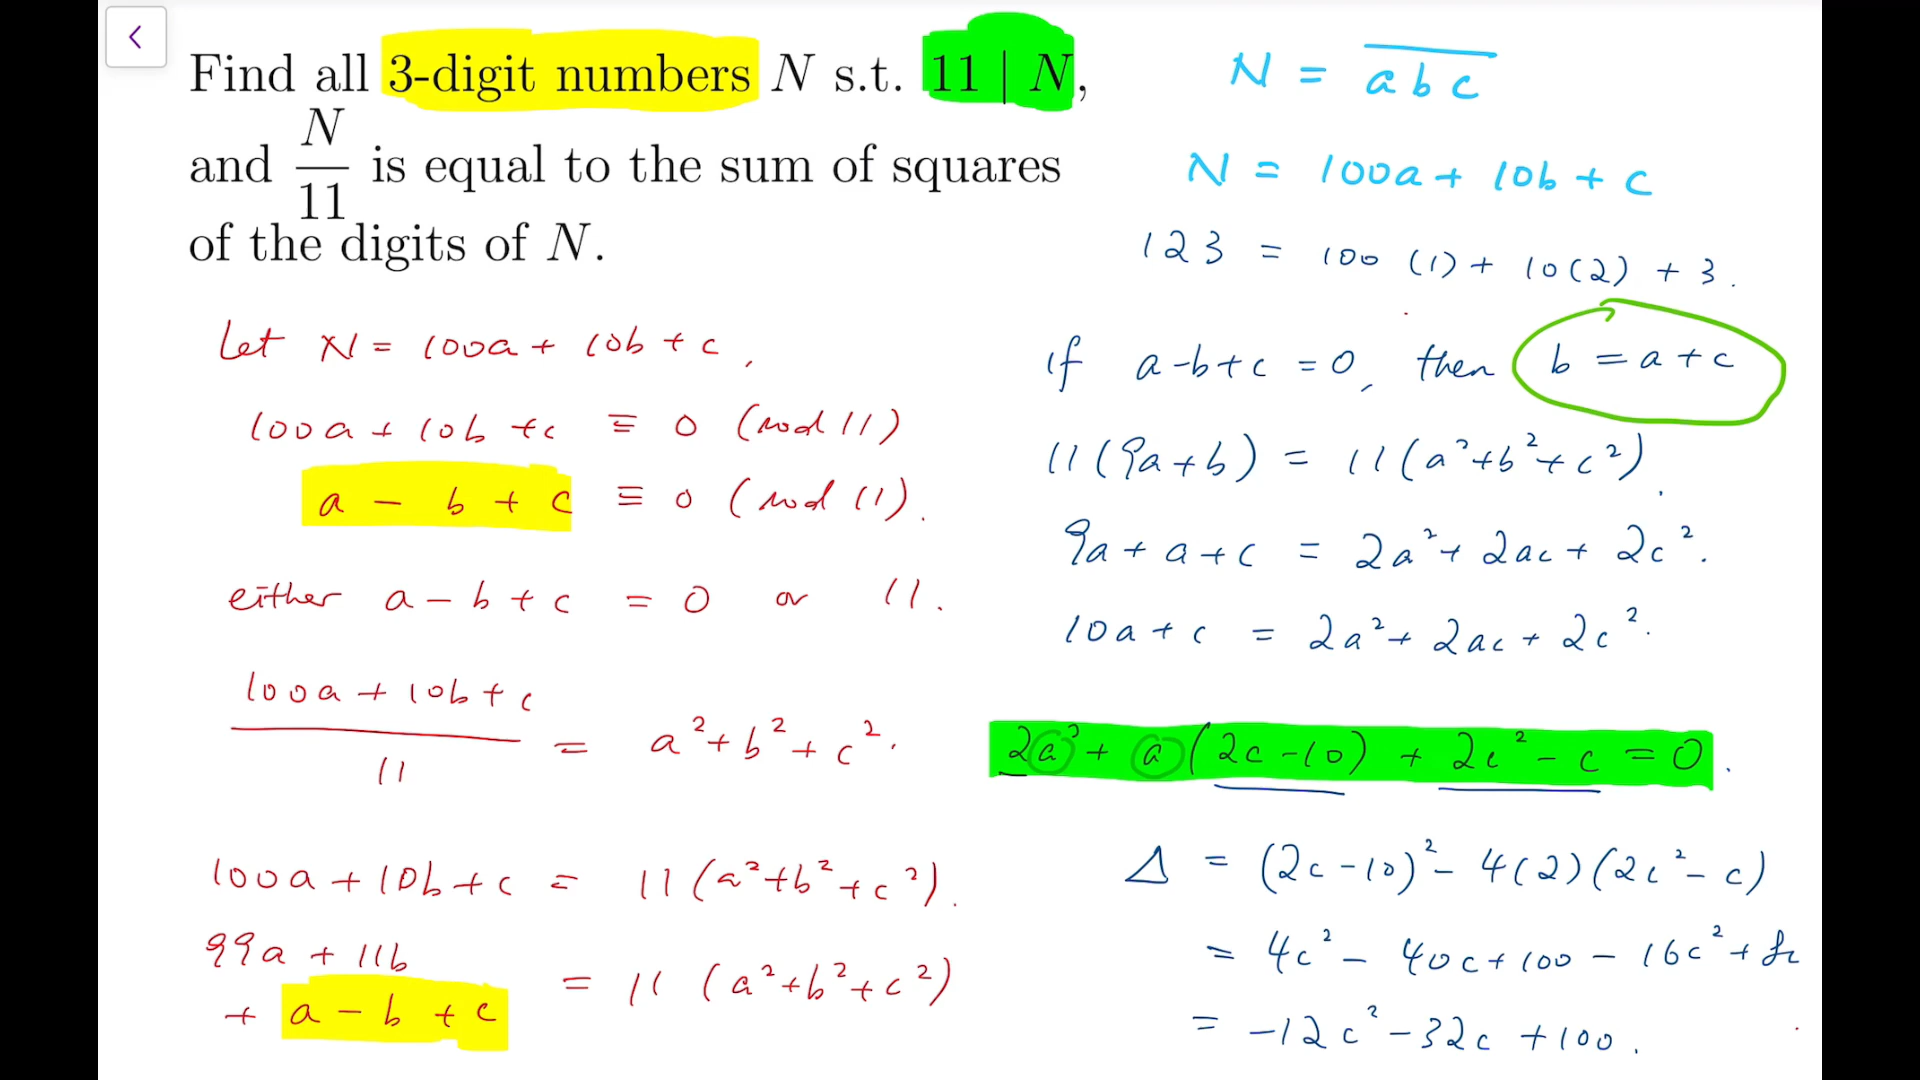 Find all 3-digit numbers N s.t. 11 | N,
and N/11 is equal to the sum of squares
of the digits of N.
Let N = 100a + 10b + c,
100a + 10b + c ≡ 0 (mod 11)
a − b + c ≡ 0 (mod 11).
either a − b + c = 0 or 11.
(100a + 10b + c)/11 = a² + b² + c².
100a + 10b + c = 11(a² + b² + c²).
99a + 11b
+ a − b + c = 11 (a² + b² + c²)
N = abc
N = 100a + 10b + c
123 = 100 (1) + 10(2) + 3.
if a − b + c = 0, then b = a + c
11(9a + b) = 11(a² + b² + c²).
9a + a + c = 2a² + 2ac + 2c².
10a + c = 2a² + 2ac + 2c².
2a² + a(2c − 10) + 2c² − c = 0.
Δ = (2c − 10)² − 4(2)(2c² − c)
= 4c² − 40c + 100 − 16c² + 8c
= −12c² − 32c + 100.